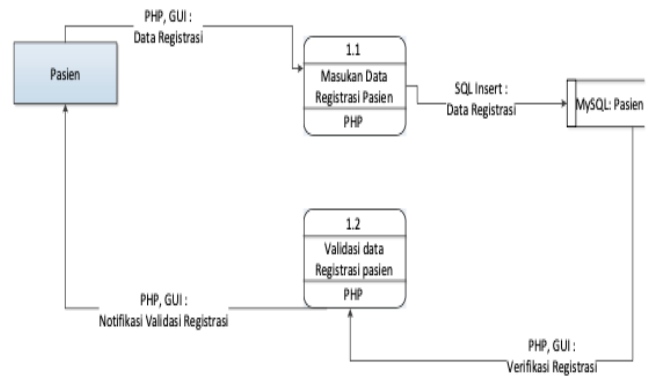 PHP, GUI :
Data Registrasi
Pasien
1.1
Masukan Data
Registrasi Pasien
PHP
SQL Insert :
Data Registrasi
MySQL: Pasien
1.2
Validasi data
Registrasi pasien
PHP
PHP, GUI :
Notifikasi Validasi Registrasi
PHP, GUI :
Verifikasi Registrasi